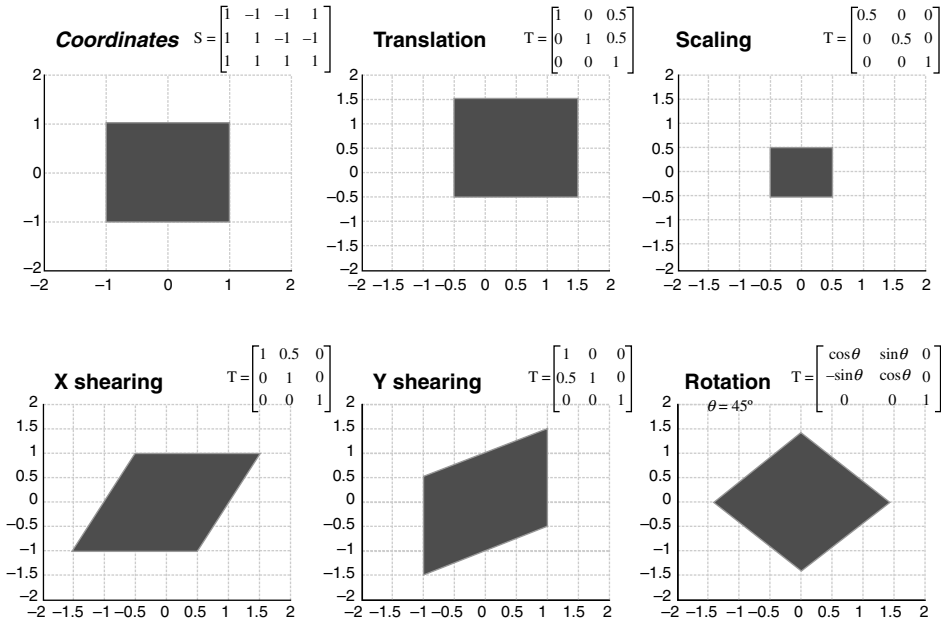 Coordinates S = [1 –1 –1 1
1 1 –1 –1
1 1 1 1]
2
1
0
–1
–2
–2 –1 0 1 2
Translation T = [1 0 0.5
0 1 0.5
0 0 1]
2
1.5
1
0.5
0
–0.5
–1
–1.5
–2
–2 –1.5 –1 –0.5 0 0.5 1 1.5 2
Scaling T = [0.5 0 0
0 0.5 0
0 0 1]
2
1.5
1
0.5
0
–0.5
–1
–1.5
–2
–2 –1.5 –1 –0.5 0 0.5 1 1.5 2
X shearing T = [1 0.5 0
0 1 0
0 0 1]
2
1.5
1
0.5
0
–0.5
–1
–1.5
–2
–2 –1.5 –1 –0.5 0 0.5 1 1.5 2
Y shearing T = [1 0 0
0.5 1 0
0 0 1]
2
1.5
1
0.5
0
–0.5
–1
–1.5
–2
–2 –1.5 –1 –0.5 0 0.5 1 1.5 2
Rotation T = [cosθ sinθ 0
–sinθ cosθ 0
0 0 1]
θ = 45º
2
1.5
1
0.5
0
–0.5
–1
–1.5
–2
–2 –1.5 –1 –0.5 0 0.5 1 1.5 2